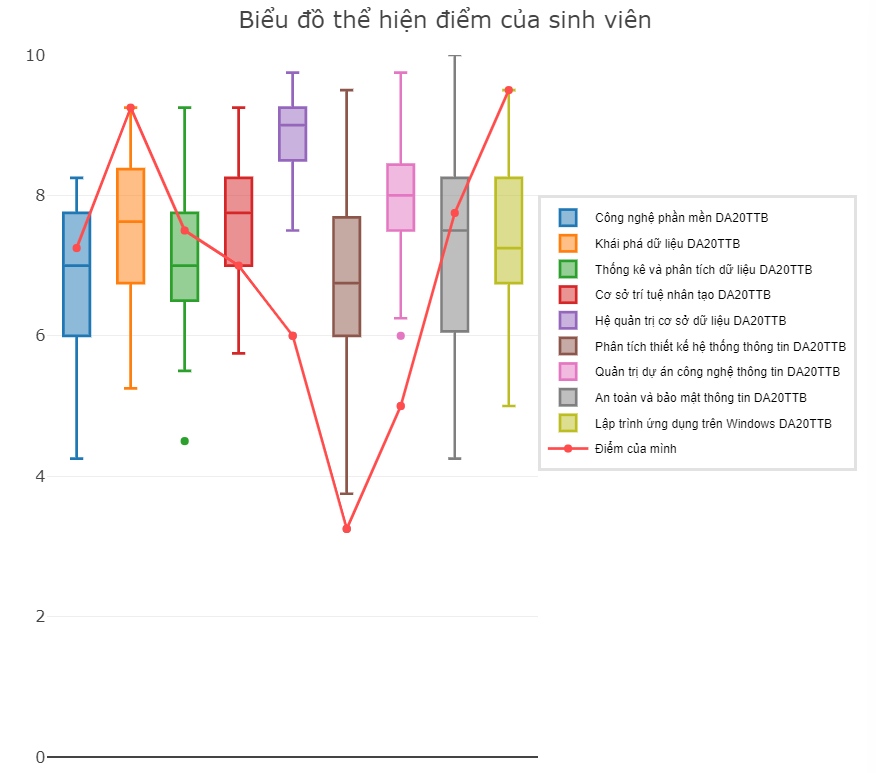 Biểu đồ thể hiện điểm của sinh viên
10
8
6
4
2
0
Công nghệ phần mền DA20TTB
Khái phá dữ liệu DA20TTB
Thống kê và phân tích dữ liệu DA20TTB
Cơ sở trí tuệ nhân tạo DA20TTB
Hệ quản trị cơ sở dữ liệu DA20TTB
Phân tích thiết kế hệ thống thông tin DA20TTB
Quản trị dự án công nghệ thông tin DA20TTB
An toàn và bảo mật thông tin DA20TTB
Lập trình ứng dụng trên Windows DA20TTB
Điểm của mình